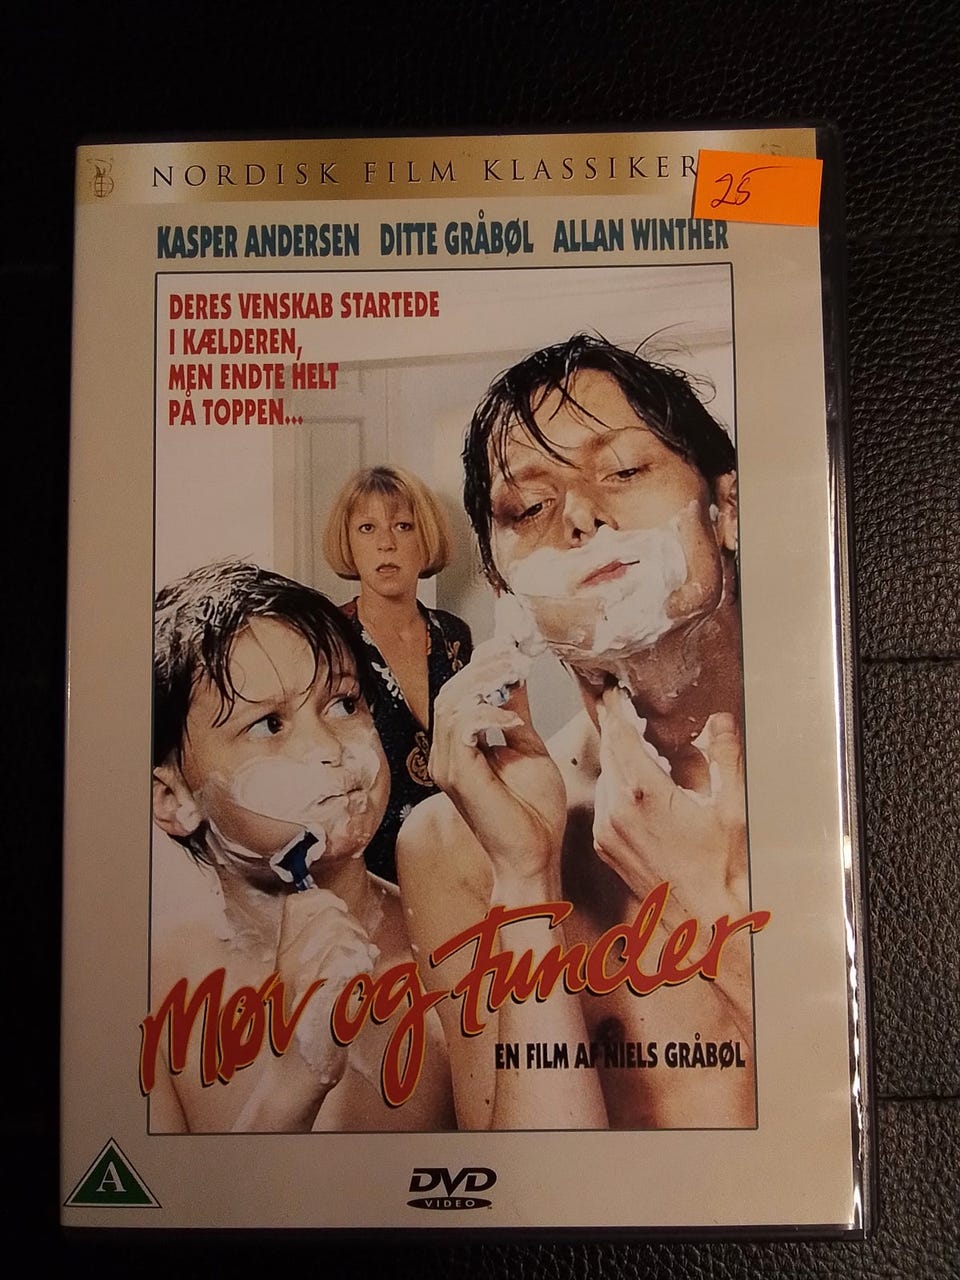 NORDISK FILM KLASSIKER
25
KASPER ANDERSEN DITTE GRÅBØL ALLAN WINTHER
DERES VENSKAB STARTEDE
I KÆLDEREN,
MEN ENDTE HELT
PÅ TOPPEN...
Møv og Funder
EN FILM AF NIELS GRÅBØL
A
DVD
VIDEO